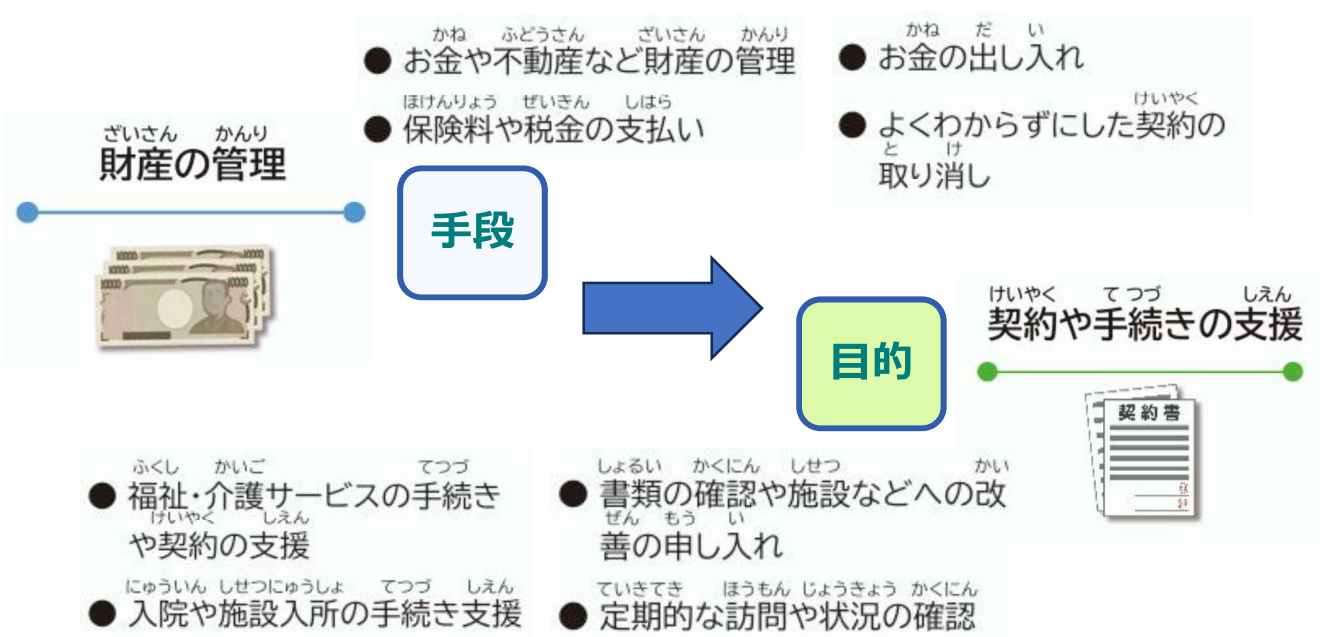 かね ふどうさん ざいさん かんり
● お金や不動産など財産の管理
ほけんりょう ぜいきん しはら
● 保険料や税金の支払い
かね だ い
● お金の出し入れ
けいやく
● よくわからずにした契約の
と け
取り消し
ざいさん かんり
財産の管理
10000 10000
10000 10000
10000 10000
手段
目的
けいやく てつづ しえん
契約や手続きの支援
契約書
ふくし かいご てつづ
● 福祉・介護サービスの手続き
けいやく しえん
や契約の支援
にゅういん しせつにゅうしょ てつづ しえん
● 入院や施設入所の手続き支援
しょるい かくにん しせつ かい
● 書類の確認や施設などへの改
ぜん もう い
善の申し入れ
ていきてき ほうもん じょうきょう かくにん
● 定期的な訪問や状況の確認